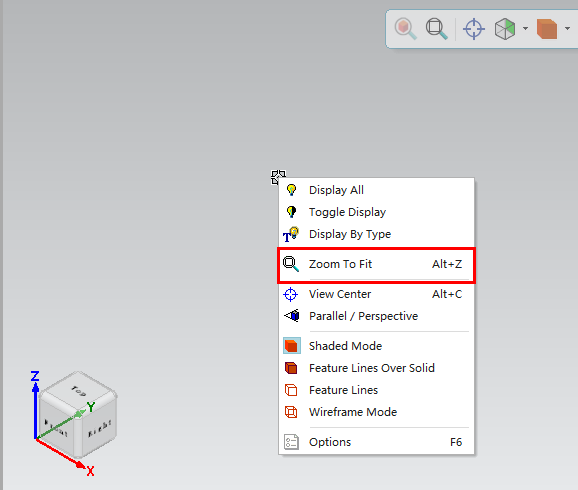 Display All
Toggle Display
Display By Type
Zoom To Fit Alt+Z
View Center Alt+C
Parallel / Perspective
Shaded Mode
Feature Lines Over Solid
Feature Lines
Wireframe Mode
Options F6
Z
Top
Y
Front
Right
X